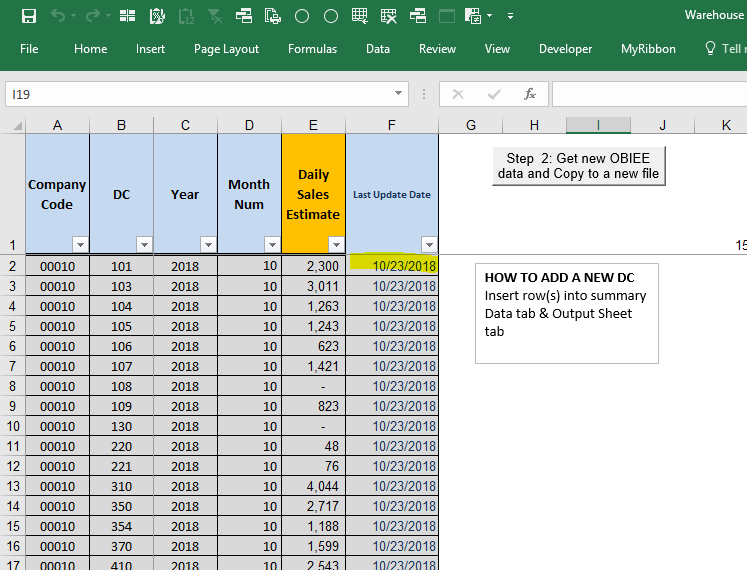 Warehouse
File Home Insert Page Layout Formulas Data Review View Developer MyRibbon Tell
I19 fx
A B C D E F G H I J K
Company Code DC Year Month Num Daily Sales Estimate Last Update Date
Step 2: Get new OBIEE
data and Copy to a new file
1 15
2 00010 101 2018 10 2,300 10/23/2018
HOW TO ADD A NEW DC
Insert row(s) into summary
Data tab & Output Sheet
tab
3 00010 103 2018 10 3,011 10/23/2018
4 00010 104 2018 10 1,263 10/23/2018
5 00010 105 2018 10 1,243 10/23/2018
6 00010 106 2018 10 623 10/23/2018
7 00010 107 2018 10 1,421 10/23/2018
8 00010 108 2018 10 - 10/23/2018
9 00010 109 2018 10 823 10/23/2018
10 00010 130 2018 10 - 10/23/2018
11 00010 220 2018 10 48 10/23/2018
12 00010 221 2018 10 76 10/23/2018
13 00010 310 2018 10 4,044 10/23/2018
14 00010 350 2018 10 2,717 10/23/2018
15 00010 354 2018 10 1,188 10/23/2018
16 00010 370 2018 10 1,599 10/23/2018
17 00010 410 2018 10 2,543 10/23/2018